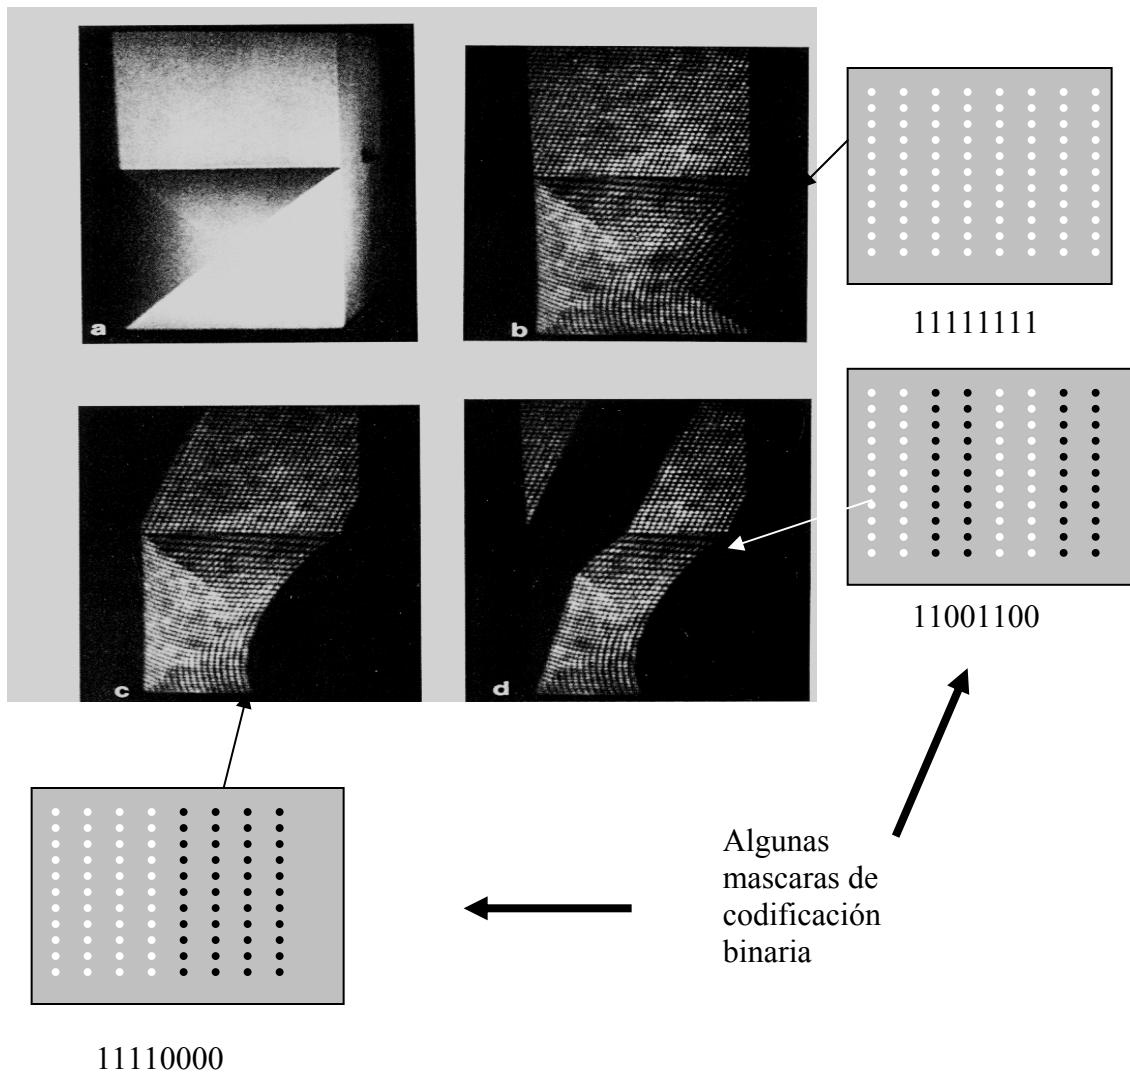 a
b
11111111
c
d
11001100
Algunas
mascaras de
codificación
binaria
11110000